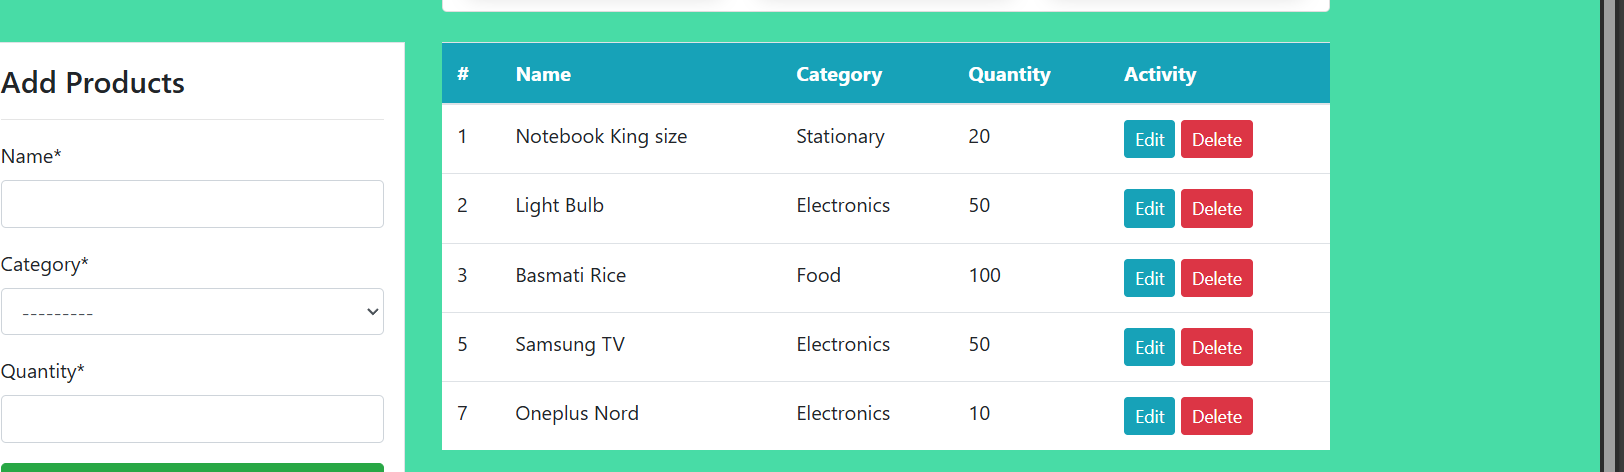 Add Products
Name*
Category*
---------
Quantity*
# Name Category Quantity Activity
1 Notebook King size Stationary 20 Edit Delete
2 Light Bulb Electronics 50 Edit Delete
3 Basmati Rice Food 100 Edit Delete
5 Samsung TV Electronics 50 Edit Delete
7 Oneplus Nord Electronics 10 Edit Delete